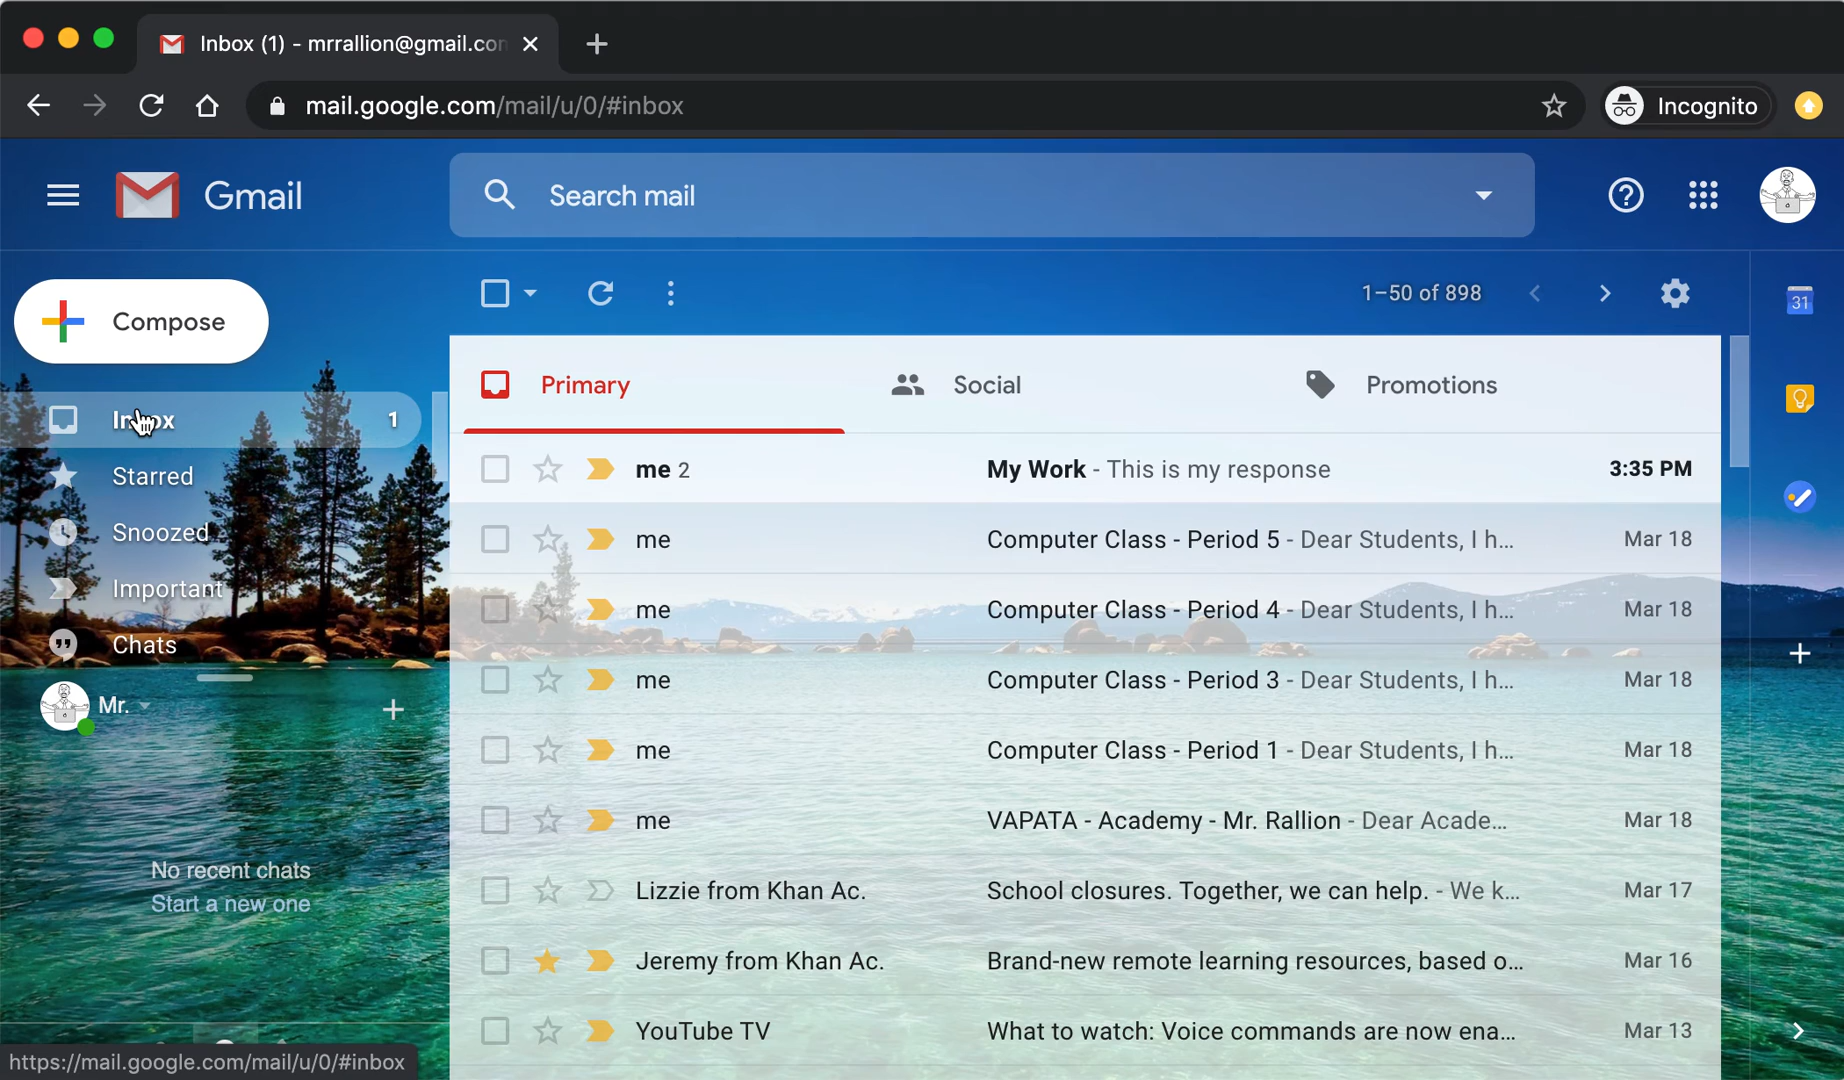 Inbox (1) - mrrallion@gmail.con
mail.google.com/mail/u/0/#inbox
Incognito
Gmail
Search mail
Compose
1–50 of 898
31
Primary
Social
Promotions
Inbox 1
Starred
Snoozed
Important
Chats
Mr.
No recent chats
Start a new one
me 2 My Work - This is my response 3:35 PM
me Computer Class - Period 5 - Dear Students, I h... Mar 18
me Computer Class - Period 4 - Dear Students, I h... Mar 18
me Computer Class - Period 3 - Dear Students, I h... Mar 18
me Computer Class - Period 1 - Dear Students, I h... Mar 18
me VAPATA - Academy - Mr. Rallion - Dear Acade... Mar 18
Lizzie from Khan Ac. School closures. Together, we can help. - We k... Mar 17
Jeremy from Khan Ac. Brand-new remote learning resources, based o... Mar 16
YouTube TV What to watch: Voice commands are now ena... Mar 13
https://mail.google.com/mail/u/0/#inbox